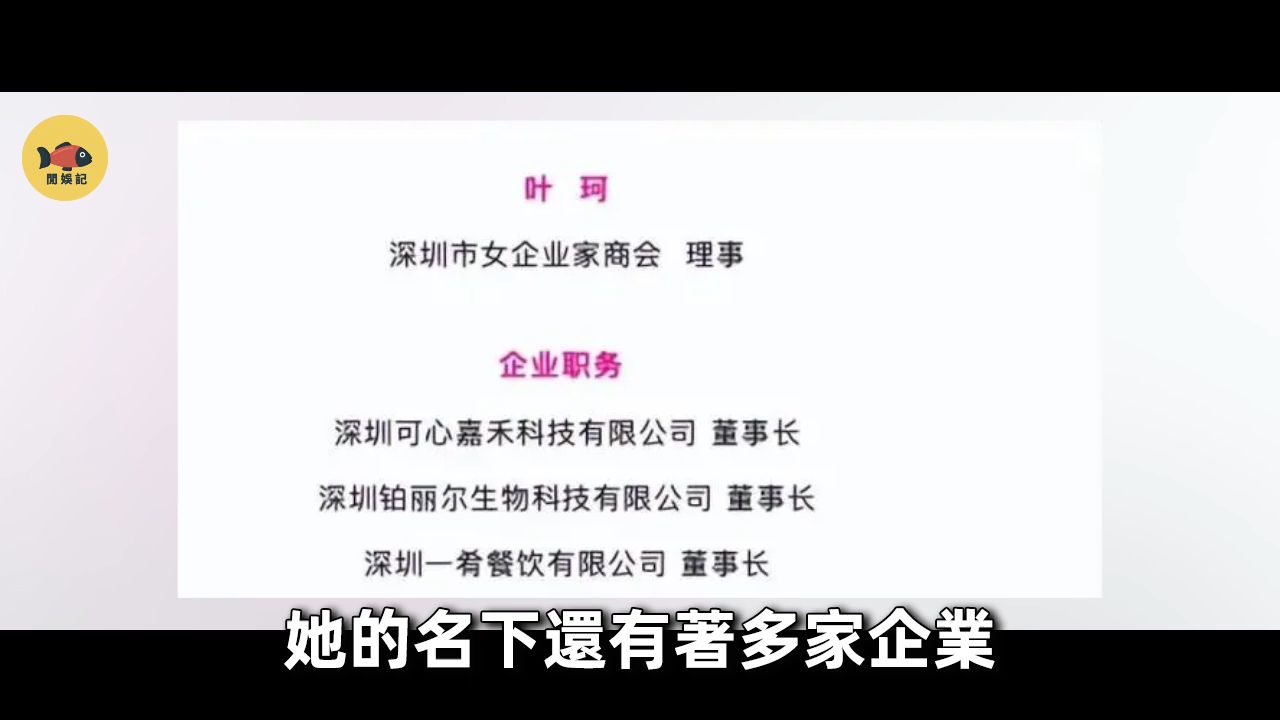 閒娛記
叶 珂
深圳市女企业家商会 理事
企业职务
深圳可心嘉禾科技有限公司 董事长
深圳铂丽尔生物科技有限公司 董事长
深圳一肴餐饮有限公司 董事长
她的名下還有著多家企業